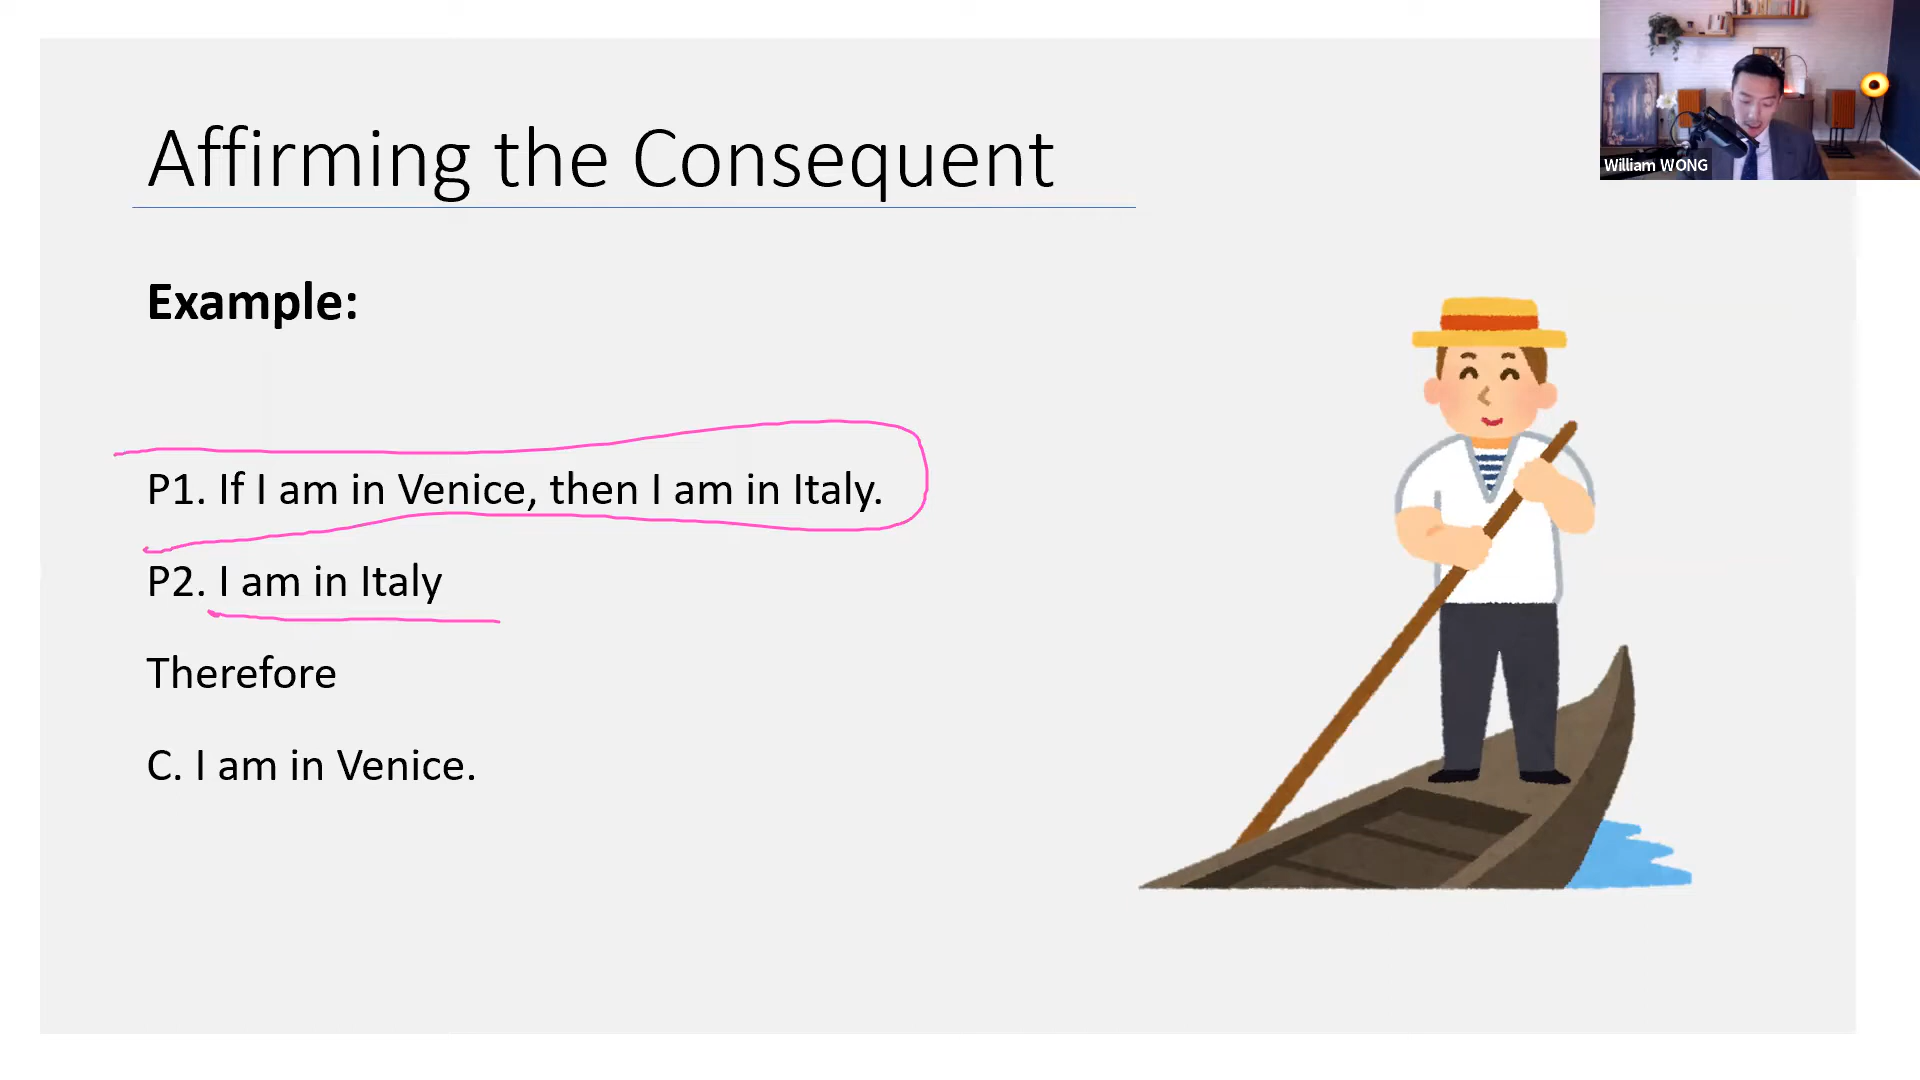 Affirming the Consequent
William WONG
Example:
P1. If I am in Venice, then I am in Italy.
P2. I am in Italy
Therefore
C. I am in Venice.